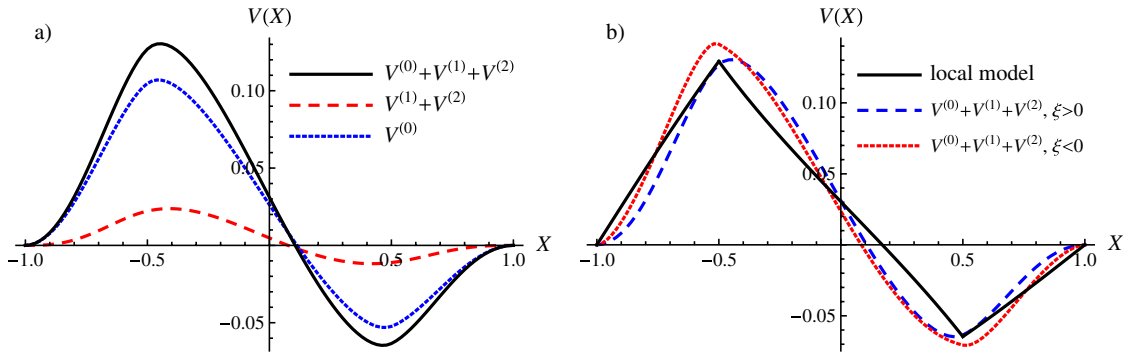 V(X)
a)
V⁽⁰⁾+V⁽¹⁾+V⁽²⁾
V⁽¹⁾+V⁽²⁾
V⁽⁰⁾
0.10
0.05
-0.05
-1.0 -0.5 0.5 1.0 X
V(X)
b)
local model
V⁽⁰⁾+V⁽¹⁾+V⁽²⁾, ξ>0
V⁽⁰⁾+V⁽¹⁾+V⁽²⁾, ξ<0
0.10
0.05
-0.05
-1.0 -0.5 0.5 1.0 X